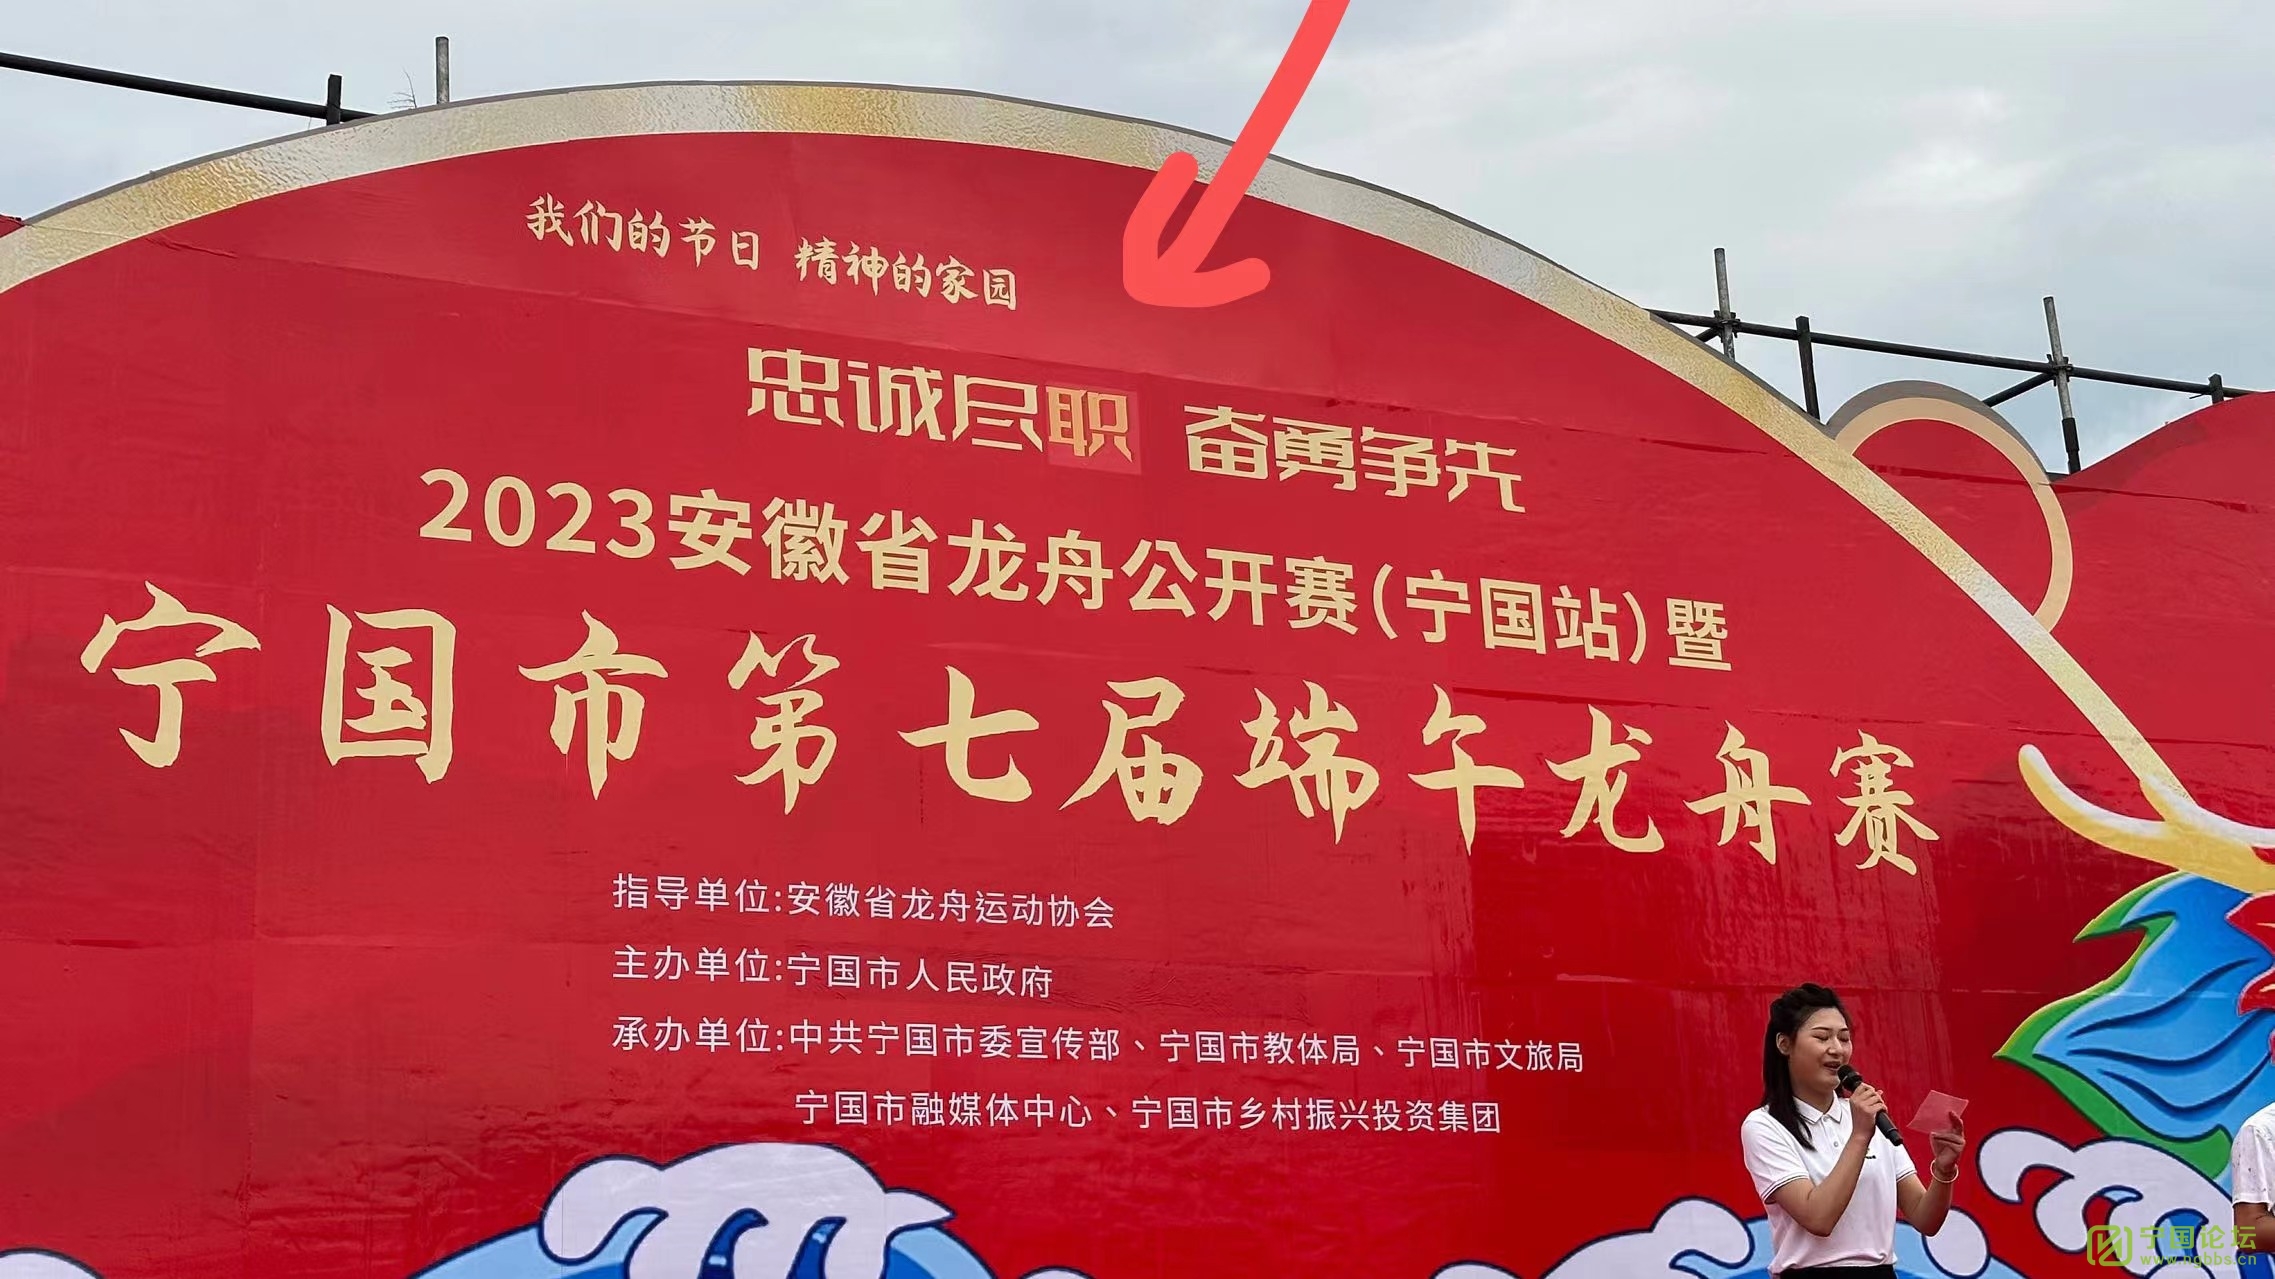 我们的节日 精神的家园
忠诚尽职 奋勇争先
2023安徽省龙舟公开赛(宁国站)暨
宁国市第七届端午龙舟赛
指导单位:安徽省龙舟运动协会
主办单位:宁国市人民政府
承办单位:中共宁国市委宣传部、宁国市教体局、宁国市文旅局
宁国市融媒体中心、宁国市乡村振兴投资集团
宁国论坛
www.ngbbs.cn